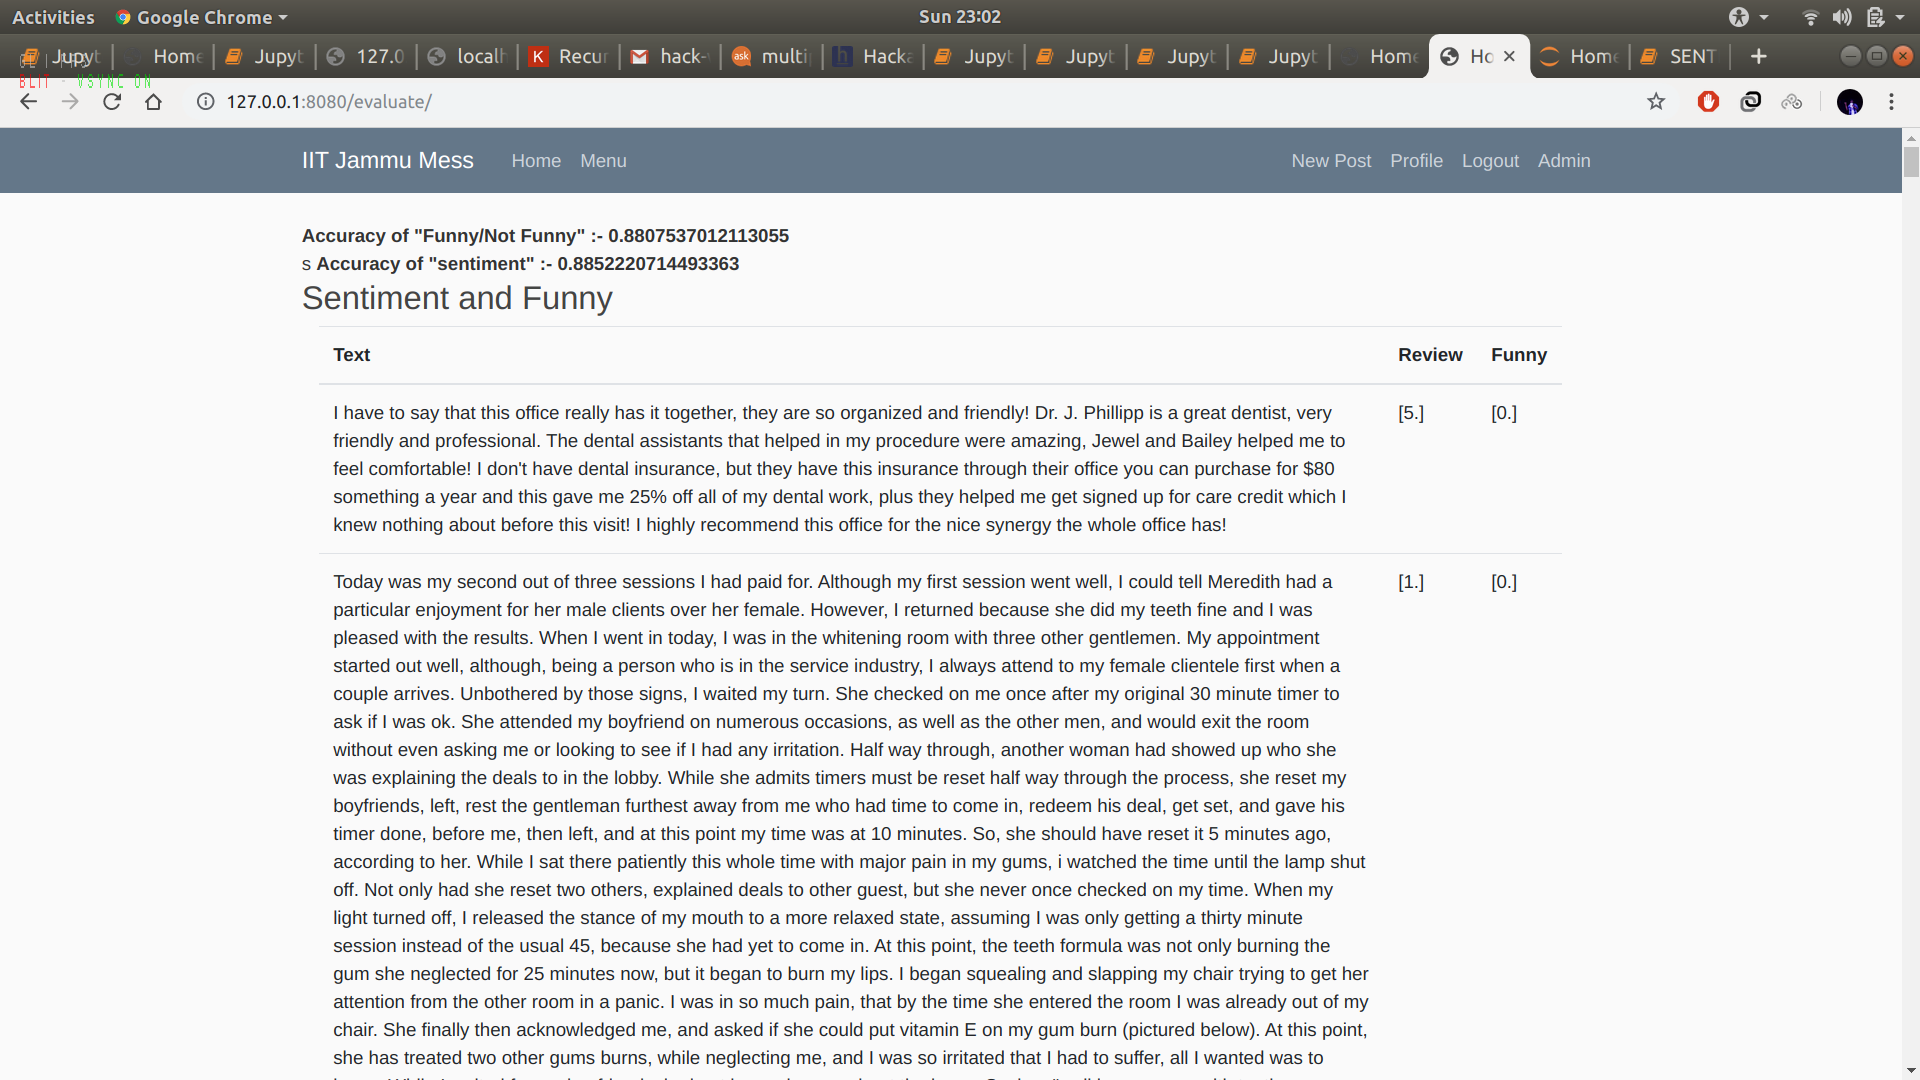 Activities Google Chrome Sun 23:02
Jupyt Home Jupyt 127.0 localh Recur hack- multi Hacka Jupyt Jupyt Jupyt Jupyt Home Ho Home SENT
BLIT - VSYNC ON
127.0.0.1:8080/evaluate/
IIT Jammu Mess Home Menu New Post Profile Logout Admin
Accuracy of "Funny/Not Funny" :- 0.8807537012113055
s Accuracy of "sentiment" :- 0.8852220714493363
Sentiment and Funny
Text Review Funny
I have to say that this office really has it together, they are so organized and friendly! Dr. J. Phillipp is a great dentist, very [5.] [0.]
friendly and professional. The dental assistants that helped in my procedure were amazing, Jewel and Bailey helped me to
feel comfortable! I don't have dental insurance, but they have this insurance through their office you can purchase for $80
something a year and this gave me 25% off all of my dental work, plus they helped me get signed up for care credit which I
knew nothing about before this visit! I highly recommend this office for the nice synergy the whole office has!
Today was my second out of three sessions I had paid for. Although my first session went well, I could tell Meredith had a [1.] [0.]
particular enjoyment for her male clients over her female. However, I returned because she did my teeth fine and I was
pleased with the results. When I went in today, I was in the whitening room with three other gentlemen. My appointment
started out well, although, being a person who is in the service industry, I always attend to my female clientele first when a
couple arrives. Unbothered by those signs, I waited my turn. She checked on me once after my original 30 minute timer to
ask if I was ok. She attended my boyfriend on numerous occasions, as well as the other men, and would exit the room
without even asking me or looking to see if I had any irritation. Half way through, another woman had showed up who she
was explaining the deals to in the lobby. While she admits timers must be reset half way through the process, she reset my
boyfriends, left, rest the gentleman furthest away from me who had time to come in, redeem his deal, get set, and gave his
timer done, before me, then left, and at this point my time was at 10 minutes. So, she should have reset it 5 minutes ago,
according to her. While I sat there patiently this whole time with major pain in my gums, i watched the time until the lamp shut
off. Not only had she reset two others, explained deals to other guest, but she never once checked on my time. When my
light turned off, I released the stance of my mouth to a more relaxed state, assuming I was only getting a thirty minute
session instead of the usual 45, because she had yet to come in. At this point, the teeth formula was not only burning the
gum she neglected for 25 minutes now, but it began to burn my lips. I began squealing and slapping my chair trying to get her
attention from the other room in a panic. I was in so much pain, that by the time she entered the room I was already out of my
chair. She finally then acknowledged me, and asked if she could put vitamin E on my gum burn (pictured below). At this point,
she has treated two other gums burns, while neglecting me, and I was so irritated that I had to suffer, all I wanted was to